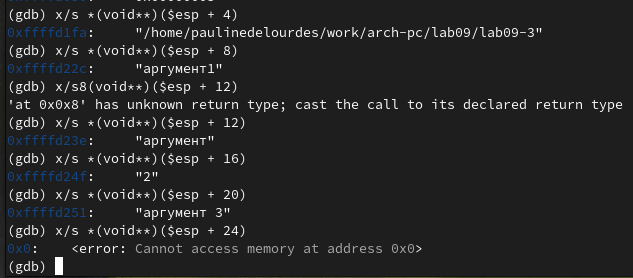 (gdb) x/s *(void**)($esp + 4)
0xffffd1fa: "/home/paulinedelourdes/work/arch-pc/lab09/lab09-3"
(gdb) x/s *(void**)($esp + 8)
0xffffd22c: "аргумент1"
(gdb) x/s8(void**)($esp + 12)
'at 0x0x8' has unknown return type; cast the call to its declared return type
(gdb) x/s *(void**)($esp + 12)
0xffffd23e: "аргумент"
(gdb) x/s *(void**)($esp + 16)
0xffffd24f: "2"
(gdb) x/s *(void**)($esp + 20)
0xffffd251: "аргумент 3"
(gdb) x/s *(void**)($esp + 24)
0x0: <error: Cannot access memory at address 0x0>
(gdb)